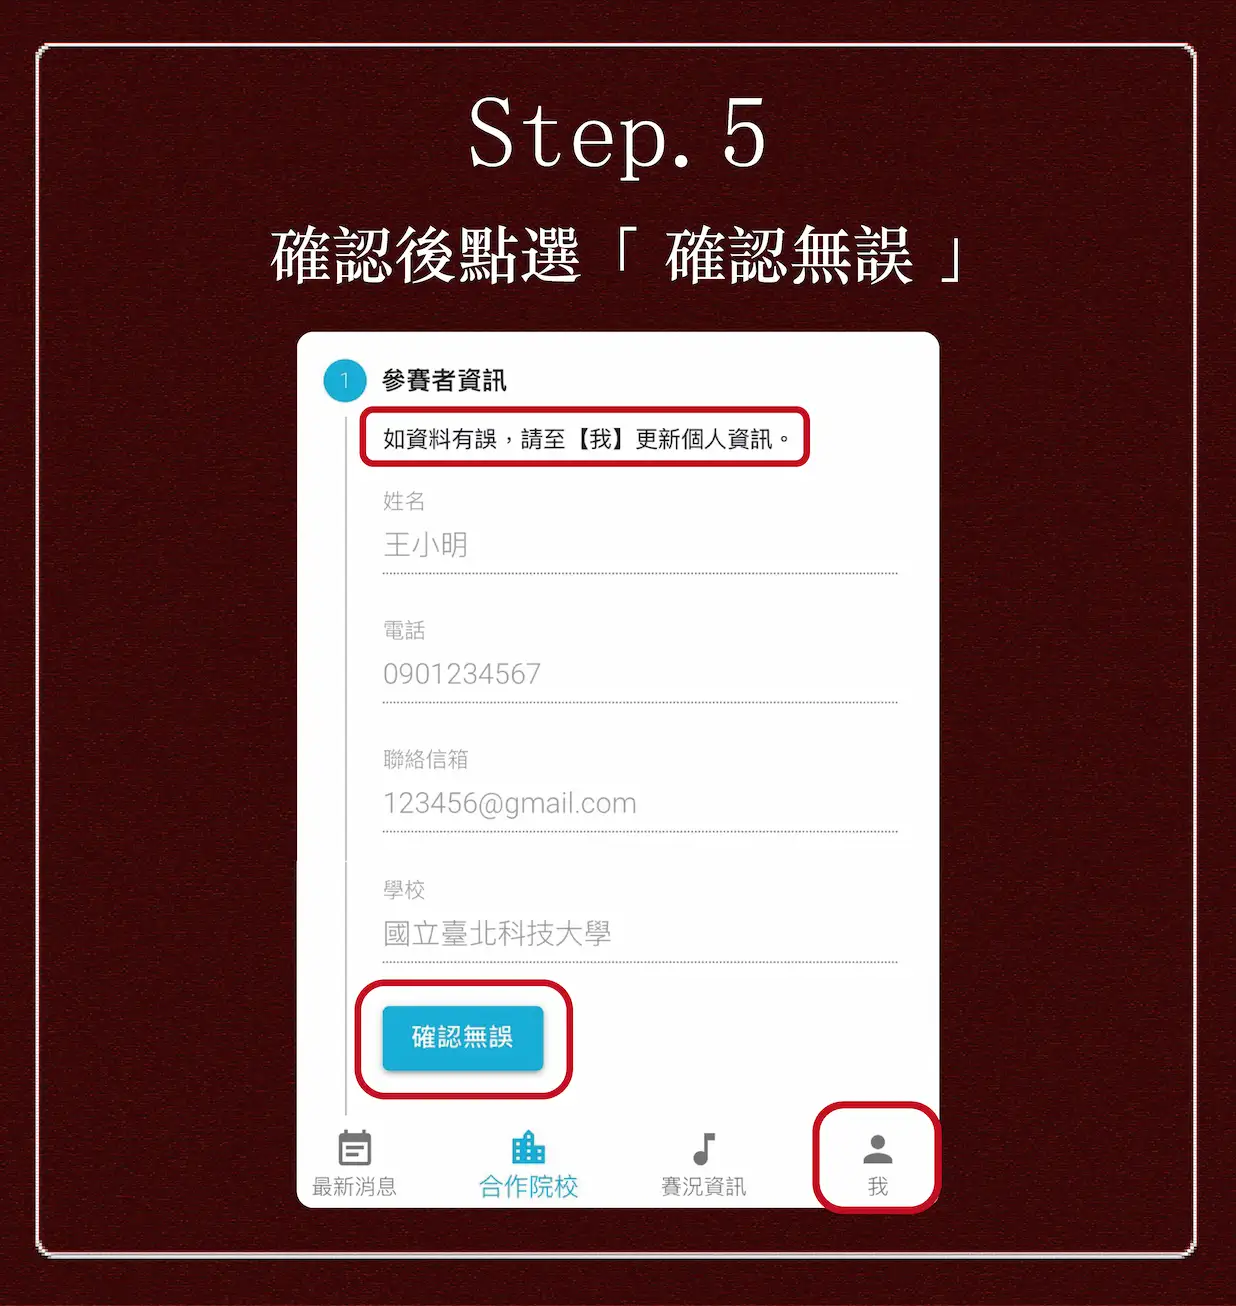 Step.5
確認後點選「 確認無誤 」
1 參賽者資訊
如資料有誤，請至【我】更新個人資訊。
姓名
王小明
電話
0901234567
聯絡信箱
123456@gmail.com
學校
國立臺北科技大學
確認無誤
最新消息 合作院校 賽況資訊 我